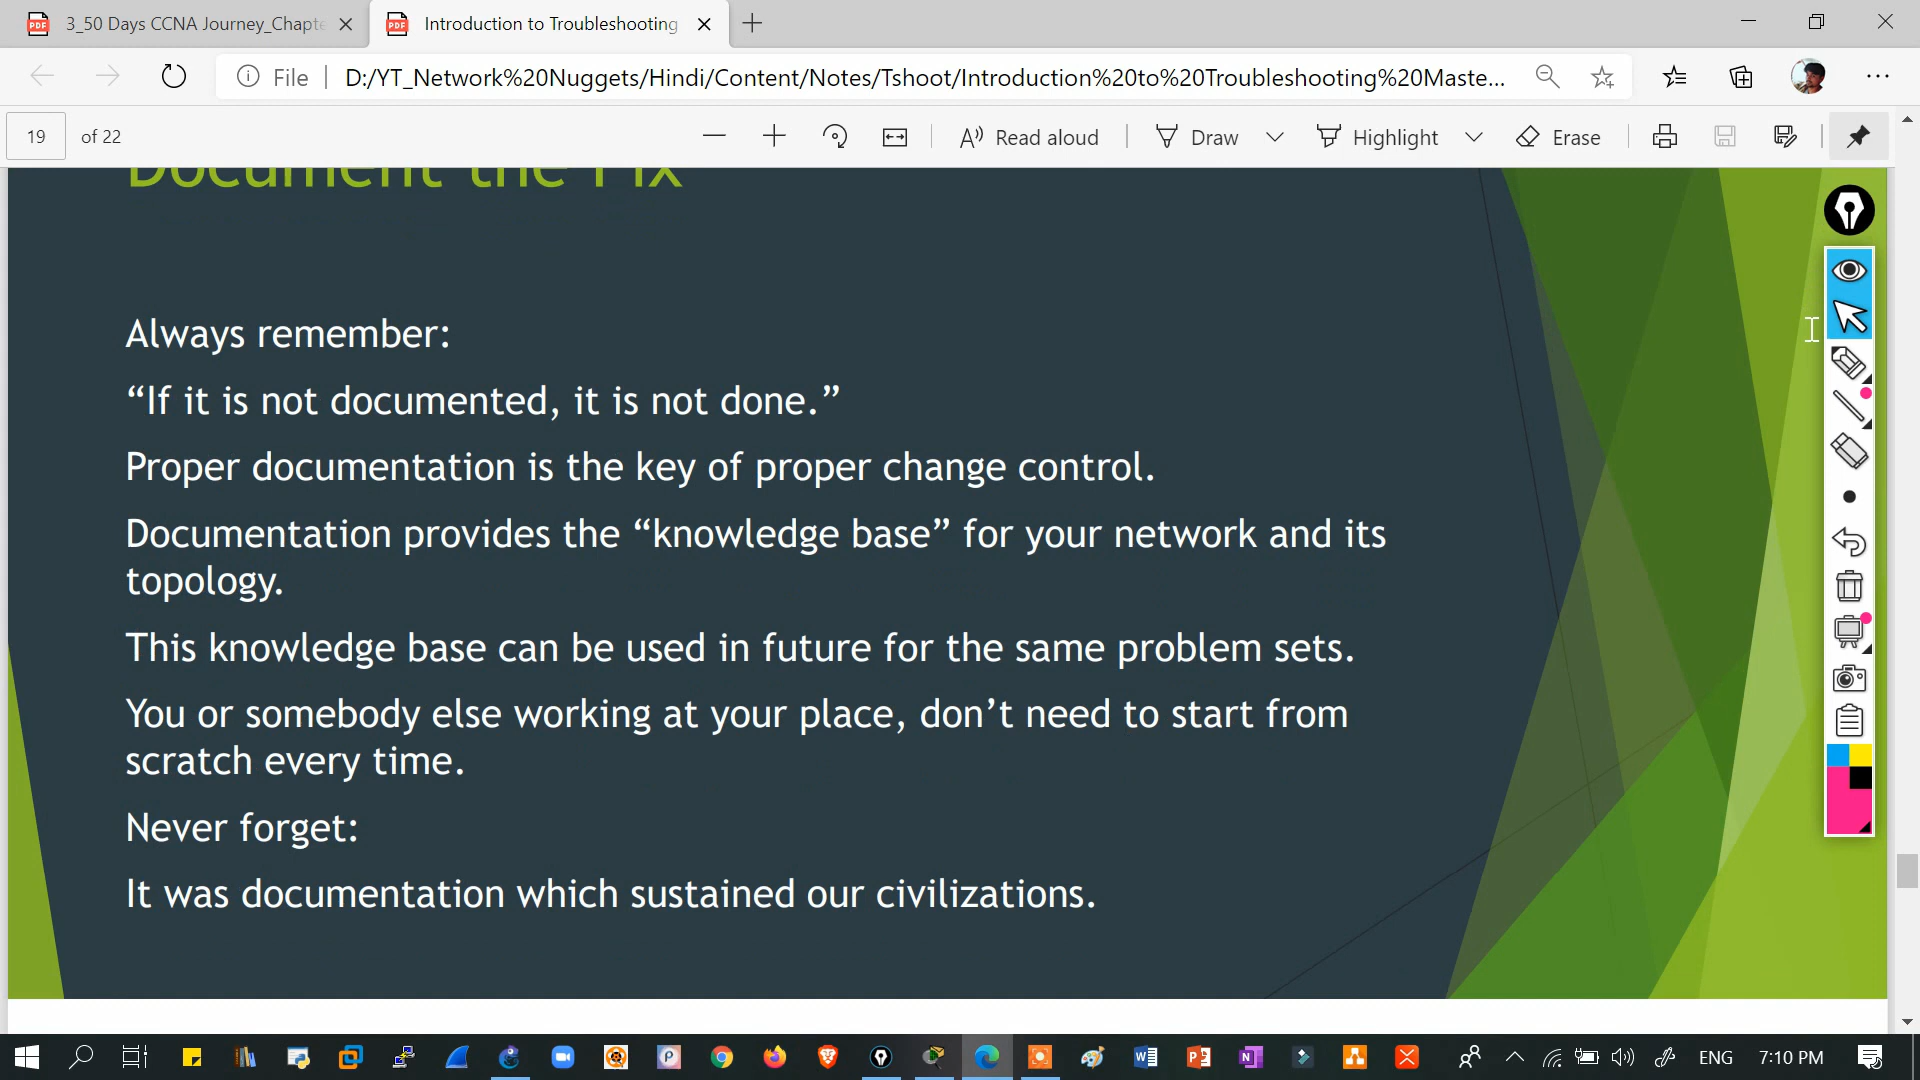 3_50 Days CCNA Journey_Chapte
Introduction to Troubleshooting
File
D:/YT_Network%20Nuggets/Hindi/Content/Notes/Tshoot/Introduction%20to%20Troubleshooting%20Maste...
19 of 22
Read aloud
Draw
Highlight
Erase
Document the Fix
Always remember:
“If it is not documented, it is not done.”
Proper documentation is the key of proper change control.
Documentation provides the “knowledge base” for your network and its
topology.
This knowledge base can be used in future for the same problem sets.
You or somebody else working at your place, don’t need to start from
scratch every time.
Never forget:
It was documentation which sustained our civilizations.
ENG
7:10 PM